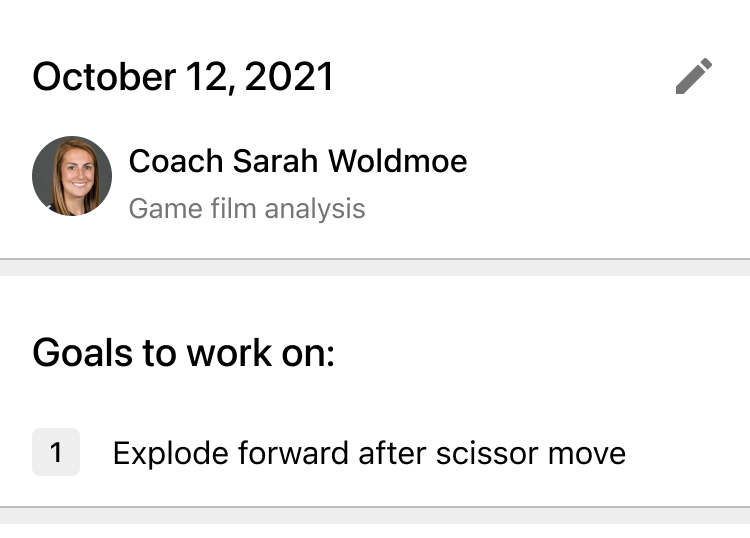 October 12, 2021
Coach Sarah Woldmoe
Game film analysis
Goals to work on:
1 Explode forward after scissor move